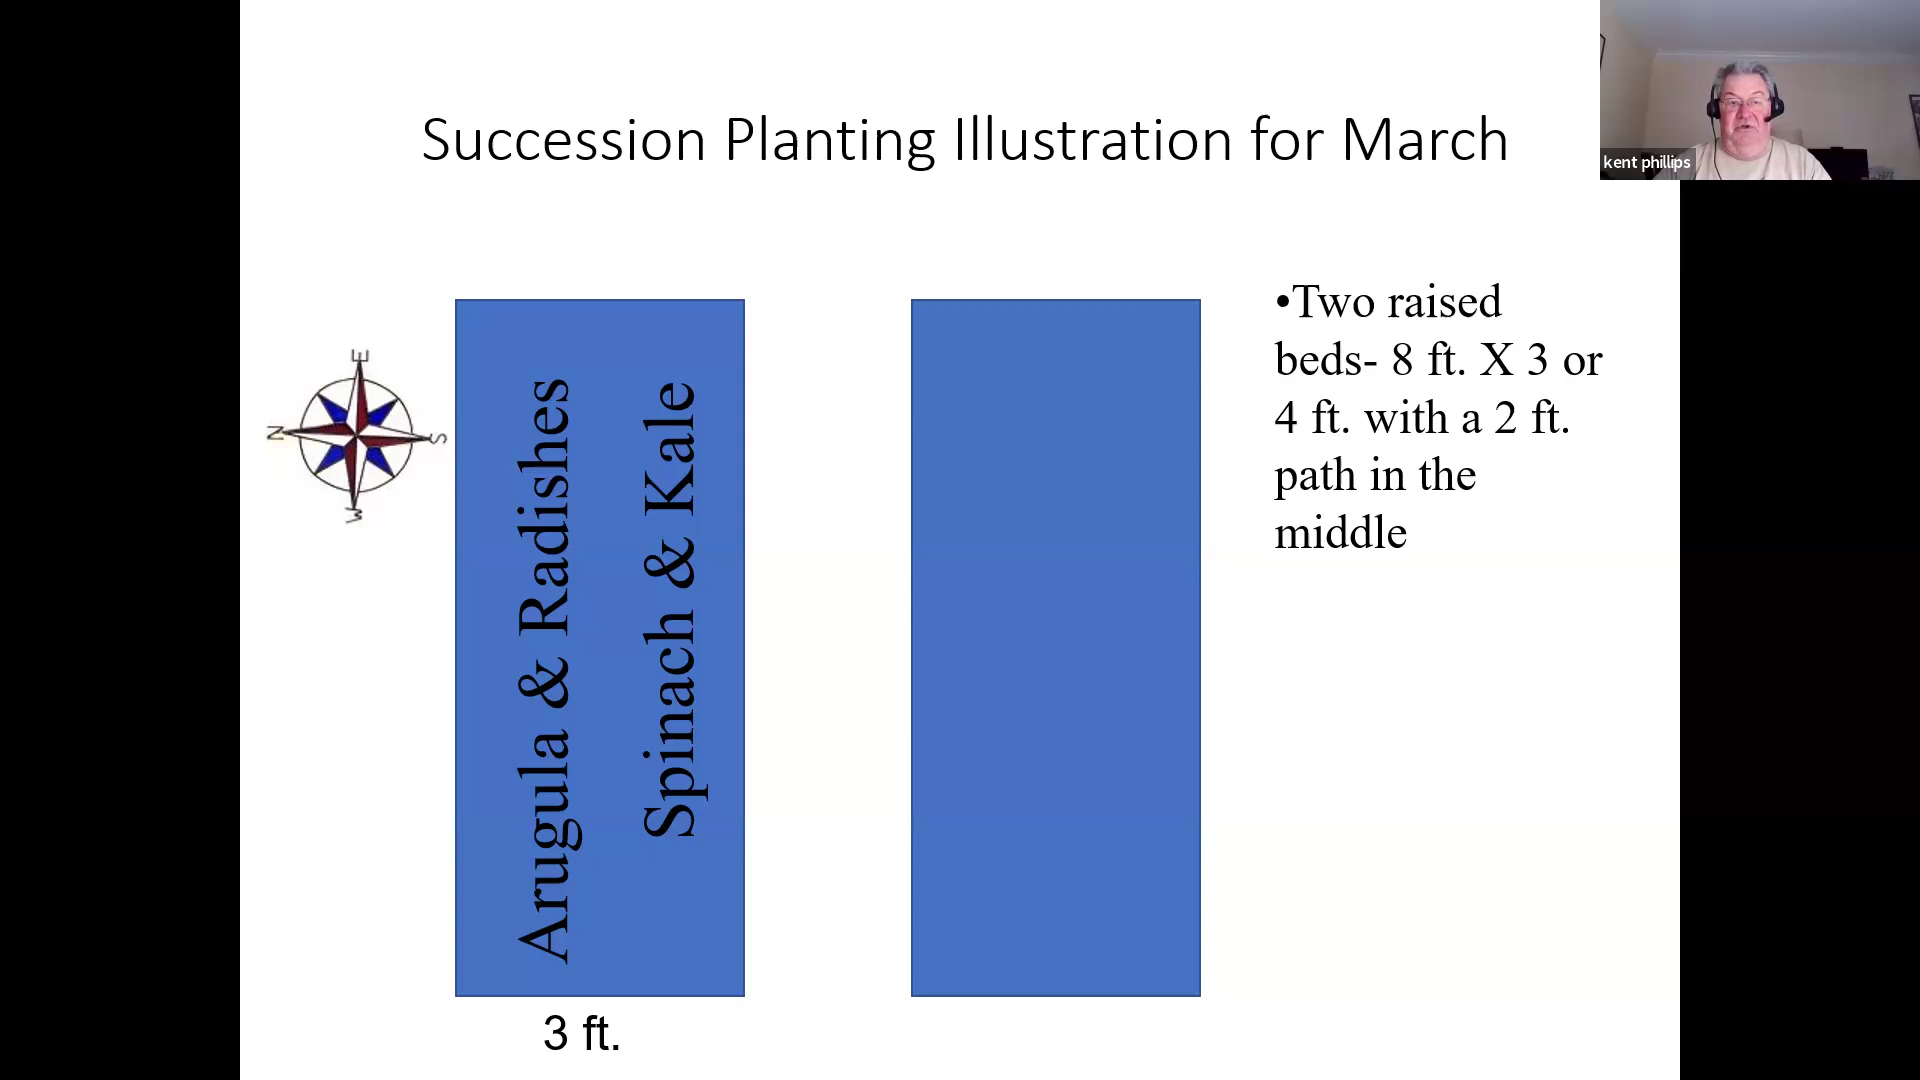 Succession Planting Illustration for March
kent phillips
E
N
S
W
Arugula & Radishes
Spinach & Kale
3 ft.
•Two raised
beds- 8 ft. X 3 or
4 ft. with a 2 ft.
path in the
middle